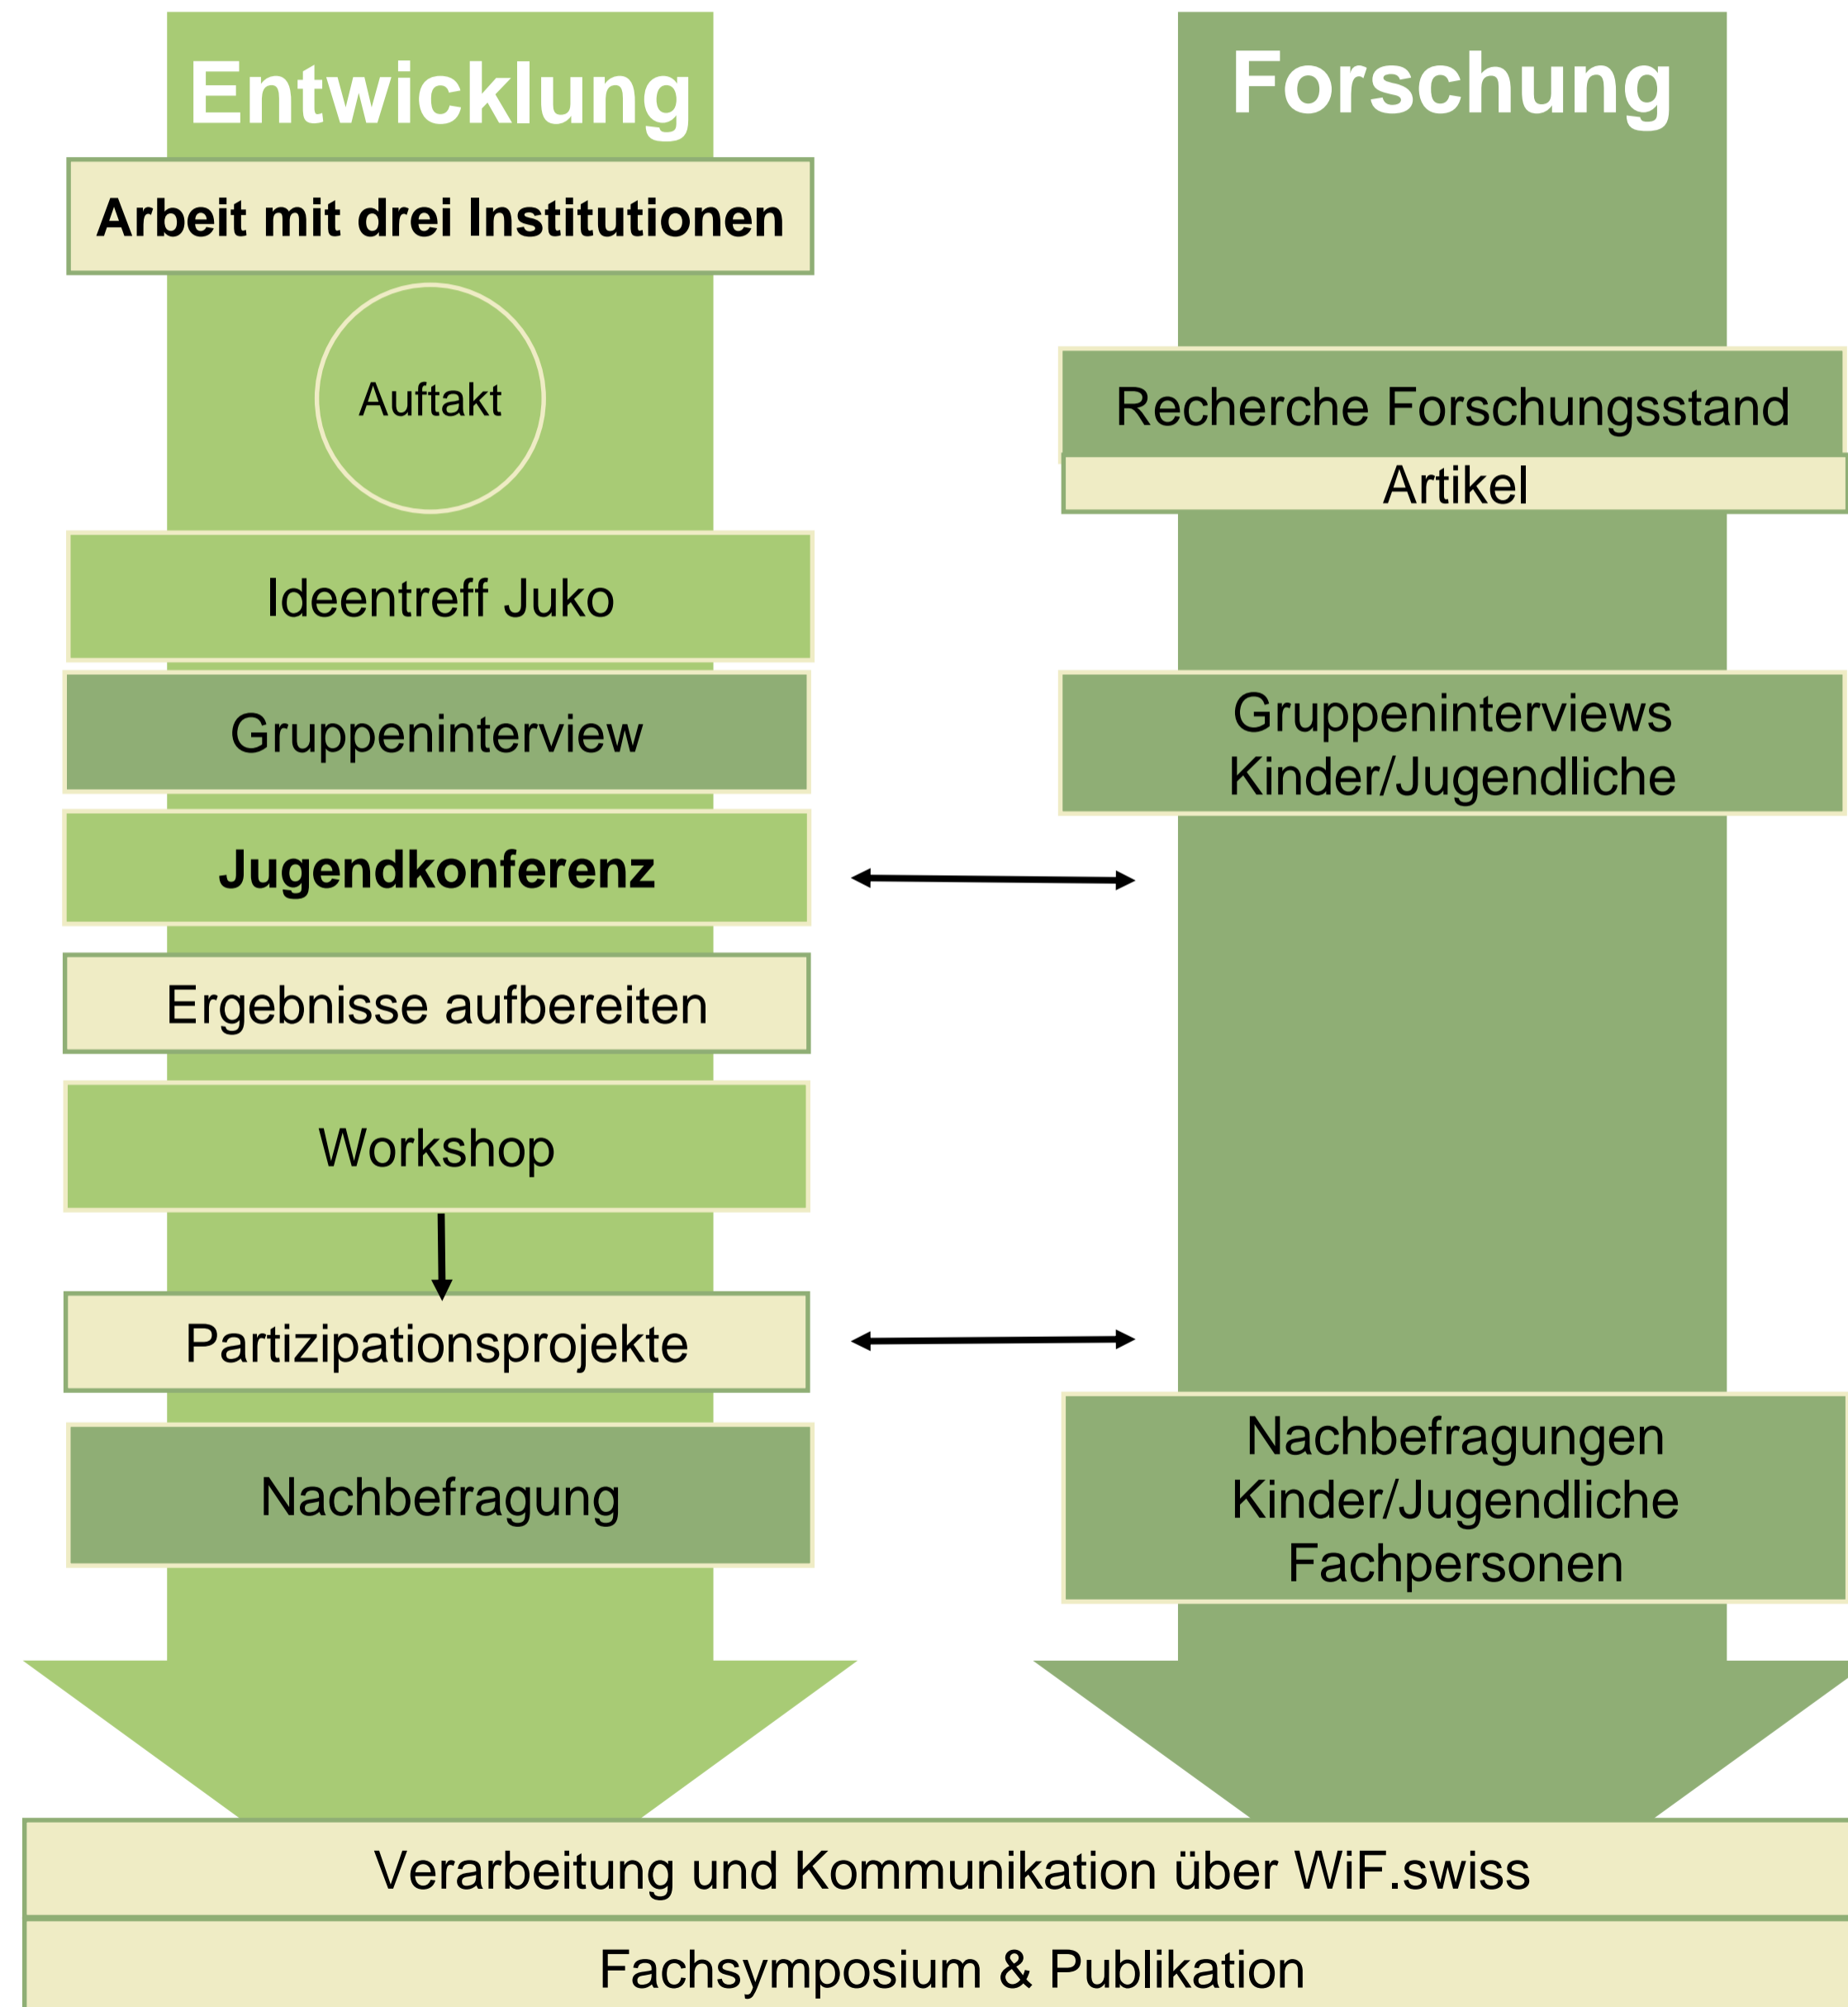 Entwicklung
Arbeit mit drei Institutionen
Auftakt
Ideentreff Juko
Gruppeninterview
Jugendkonferenz
Ergebnisse aufbereiten
Workshop
Partizipationsprojekte
Nachbefragung
Forschung
Recherche Forschungsstand
Artikel
Gruppeninterviews
Kinder/Jugendliche
Nachbefragungen
Kinder/Jugendliche
Fachpersonen
Verarbeitung und Kommunikation über WiF.swiss
Fachsymposium & Publikation